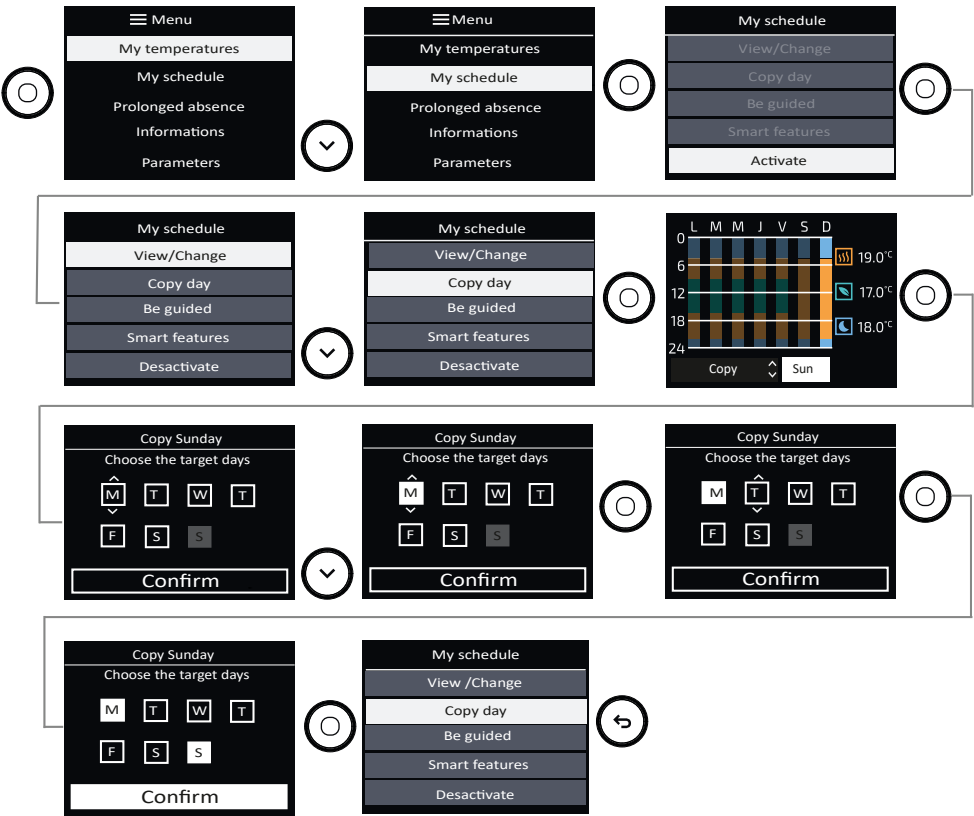 Menu
My temperatures
My schedule
Prolonged absence
Informations
Parameters
Menu
My temperatures
My schedule
Prolonged absence
Informations
Parameters
My schedule
View/Change
Copy day
Be guided
Smart features
Activate
My schedule
View/Change
Copy day
Be guided
Smart features
Desactivate
My schedule
View/Change
Copy day
Be guided
Smart features
Desactivate
L M M J V S D
0
6
12
18
24
19.0°C
17.0°C
18.0°C
Copy Sun
Copy Sunday
Choose the target days
M T W T
F S S
Confirm
Copy Sunday
Choose the target days
M T W T
F S S
Confirm
Copy Sunday
Choose the target days
M T W T
F S S
Confirm
Copy Sunday
Choose the target days
M T W T
F S S
Confirm
My schedule
View /Change
Copy day
Be guided
Smart features
Desactivate